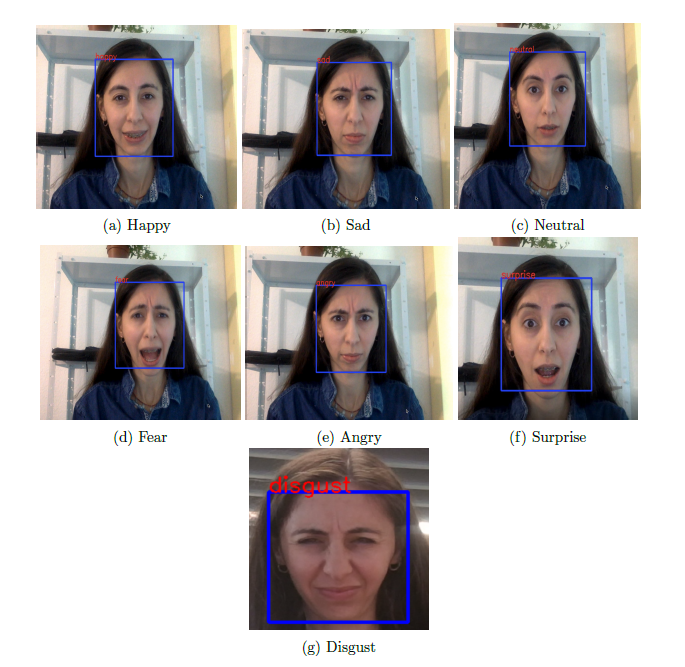 happy
sad
neutral
(a) Happy
(b) Sad
(c) Neutral
fear
angry
surprise
(d) Fear
(e) Angry
(f) Surprise
disgust
(g) Disgust